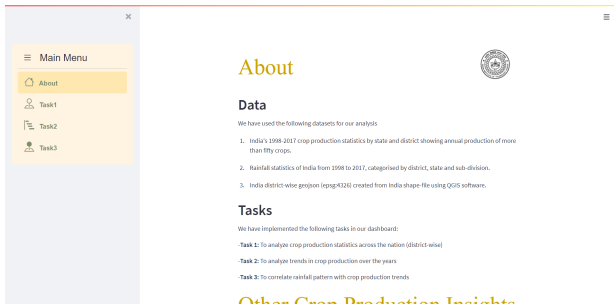 Main Menu
About
Task1
Task2
Task3
About
Data
We have used the following datasets for our analysis
1. India's 1998-2017 crop production statistics by state and district showing annual production of more
than fifty crops.
2. Rainfall statistics of India from 1998 to 2017, categorised by district, state and sub-division.
3. India district-wise geojson (epsg:4326) created from India shape-file using QGIS software.
Tasks
We have implemented the following tasks in our dashboard:
-Task 1: To analyze crop production statistics across the nation (district-wise)
-Task 2: To analyze trends in crop production over the years
-Task 3: To correlate rainfall pattern with crop production trends
Other Crop Production Insights